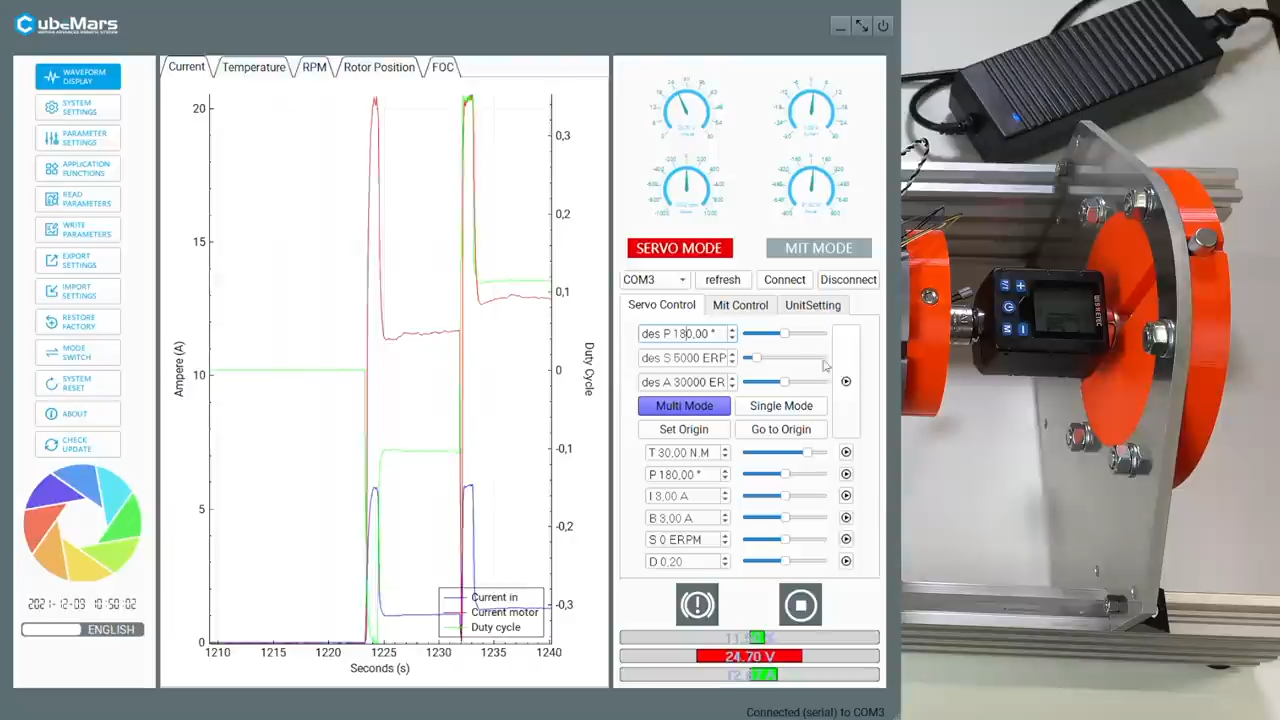 CubeMars
WAVEFORM DISPLAY
SYSTEM SETTINGS
PARAMETER SETTINGS
APPLICATION FUNCTIONS
READ PARAMETERS
WRITE PARAMETERS
EXPORT SETTINGS
IMPORT SETTINGS
RESTORE FACTORY
MODE SWITCH
SYSTEM RESET
ABOUT
CHECK UPDATE
2021-12-03 10:50:02
ENGLISH
Current Temperature RPM Rotor Position FOC
20
15
10
5
0
Ampere (A)
0,3
0,2
0,1
0
-0,1
-0,2
-0,3
Duty Cycle
Current in
Current motor
Duty cycle
1210 1215 1220 1225 1230 1235 1240
Seconds (s)
SERVO MODE MIT MODE
COM3 refresh Connect Disconnect
Servo Control Mit Control UnitSetting
des P 180,00 °
des S 5000 ERP
des A 30000 ER
Multi Mode Single Mode
Set Origin Go to Origin
T 30,00 N.M
P 180,00 °
I 3,00 A
B 3,00 A
S 0 ERPM
D 0,20
24.70 V
Connected (serial) to COM3